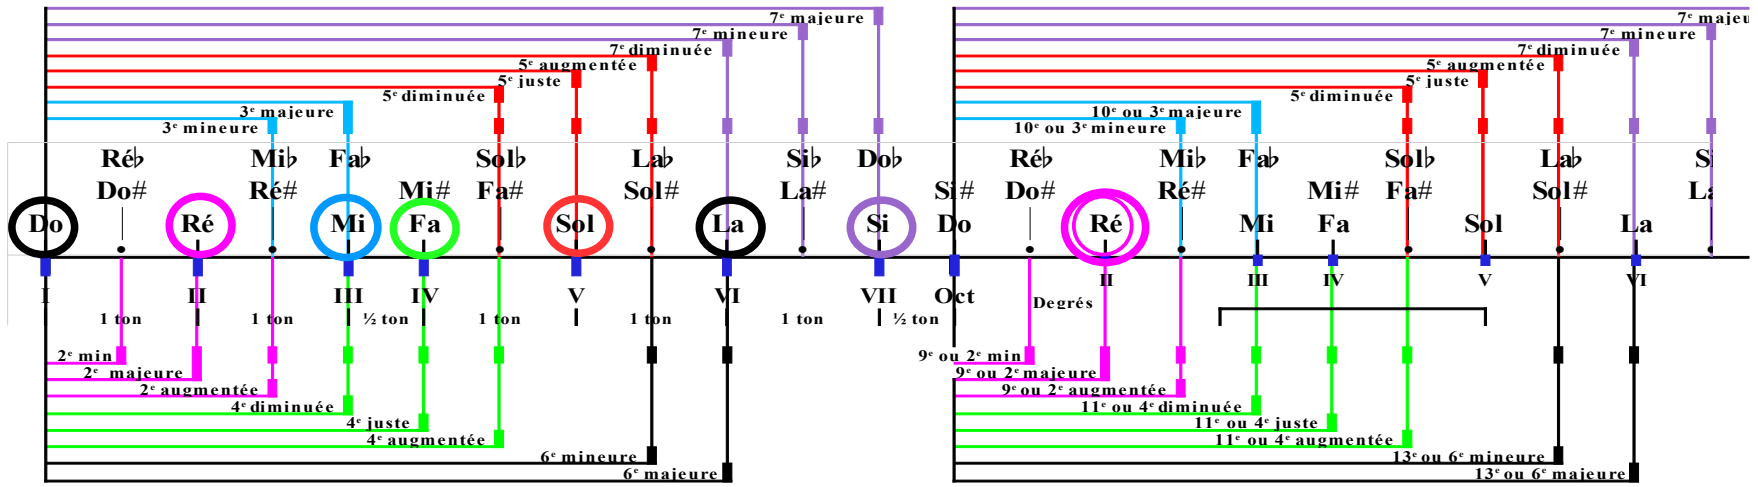 7e majeure 7e majeu
7e mineure 7e mineure
7e diminuée 7e diminuée
5e augmentée 5e augmentée
5e juste 5e juste
5e diminuée 5e diminuée
3e majeure 10e ou 3e majeure
3e mineure 10e ou 3e mineure
Ré♭ Mi♭ Fa♭ Sol♭ La♭ Si♭ Do♭ Ré♭ Mi♭ Fa♭ Sol♭ La♭ Si
Do# Ré# Mi# Fa# Sol# La# Si# Do# Ré# Mi# Fa# Sol# La
Do Ré Mi Fa Sol La Si Do Ré Mi Fa Sol La
I II III IV V VI VII Oct II III IV V VI
Degrés
1 ton 1 ton ½ ton 1 ton 1 ton 1 ton ½ ton
2e min 9e ou 2e min
2e majeure 9e ou 2e majeure
2e augmentée 9e ou 2e augmentée
4e diminuée 11e ou 4e diminuée
4e juste 11e ou 4e juste
4e augmentée 11e ou 4e augmentée
6e mineure 13e ou 6e mineure
6e majeure 13e ou 6e majeure